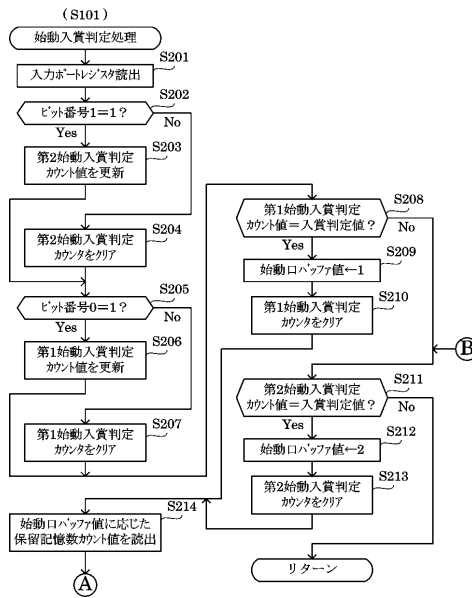 (S101)
始動入賞判定処理
S201
入力ポートレジスタ読出
S202
ビット番号1=1?
Yes
No
S203
第2始動入賞判定
カウント値を更新
S204
第2始動入賞判定
カウンタをクリア
S205
ビット番号0=1?
Yes
No
S206
第1始動入賞判定
カウント値を更新
S207
第1始動入賞判定
カウンタをクリア
S208
第1始動入賞判定
カウント値=入賞判定値?
Yes
No
S209
始動口バッファ値←1
S210
第1始動入賞判定
カウンタをクリア
B
S211
第2始動入賞判定
カウント値=入賞判定値?
Yes
No
S212
始動口バッファ値←2
S213
第2始動入賞判定
カウンタをクリア
S214
始動口バッファ値に応じた
保留記憶数カウント値を読出
A
リターン